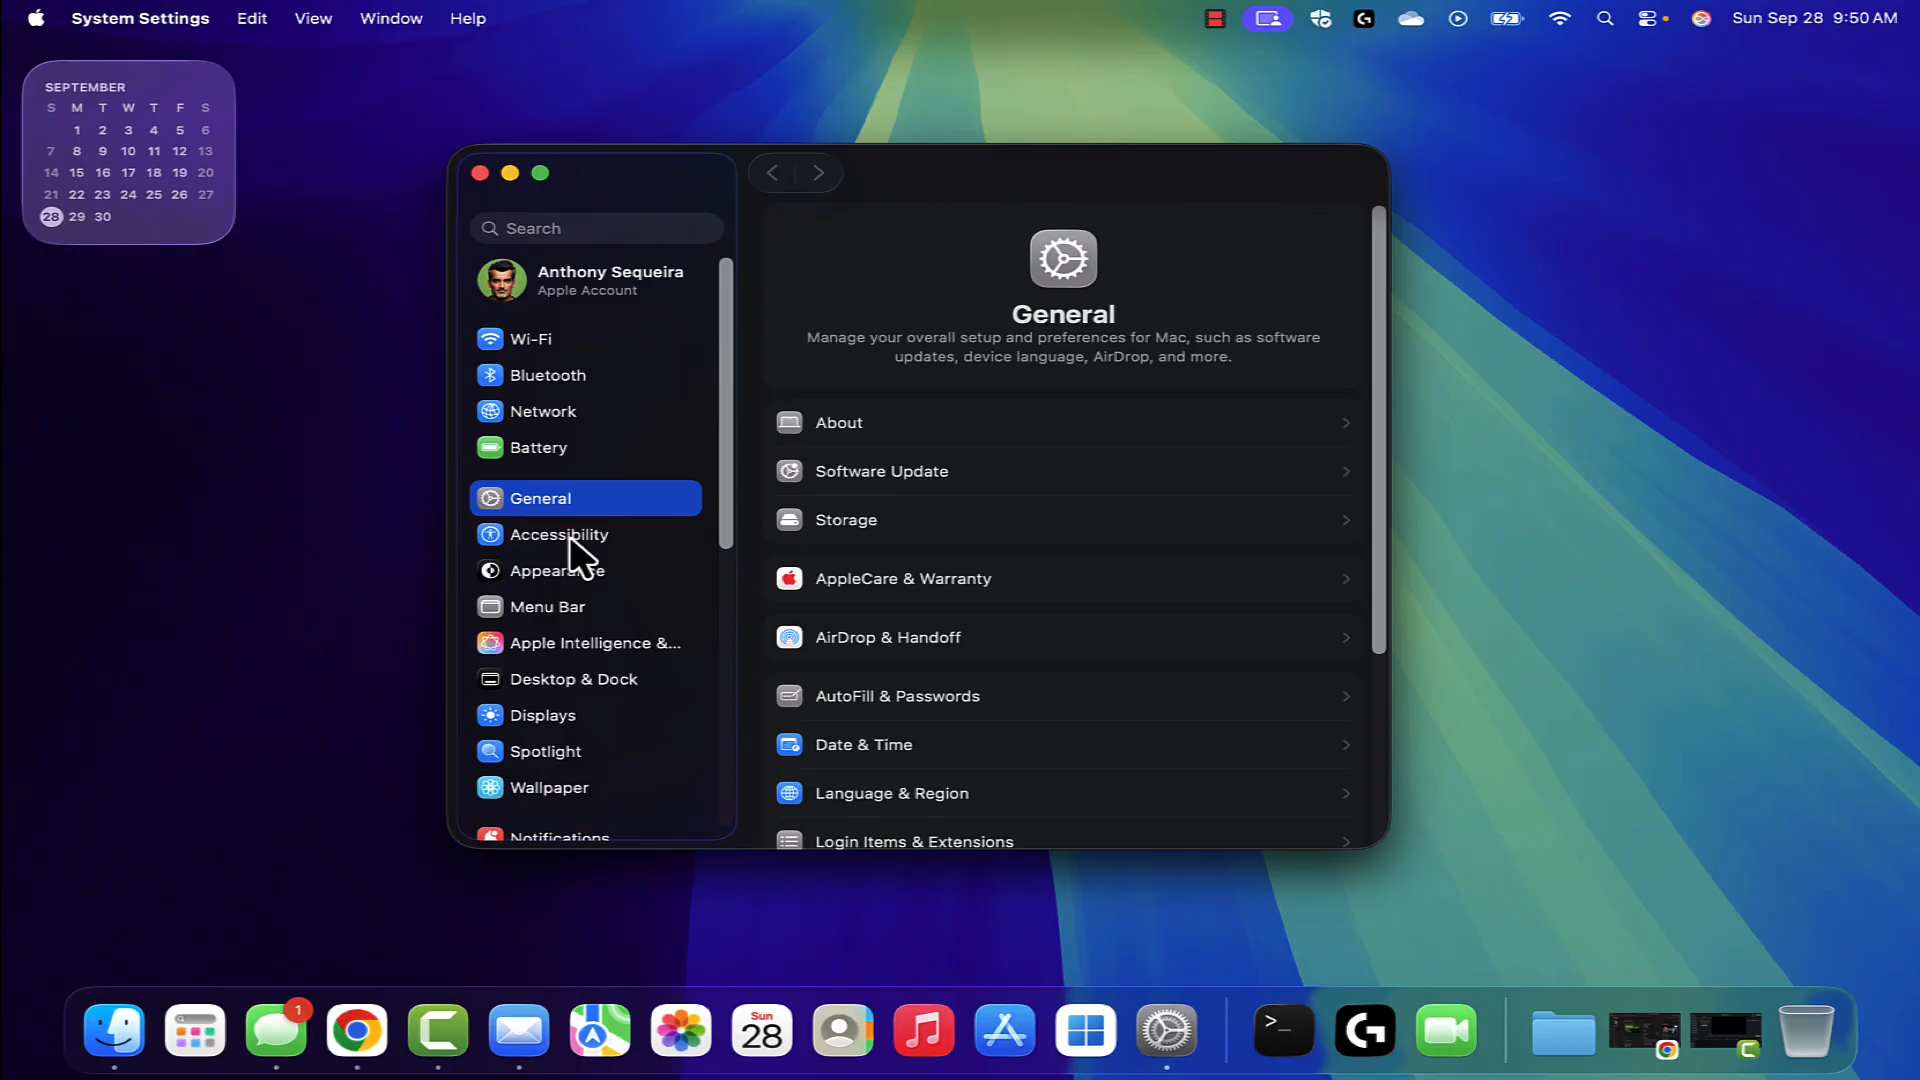 System Settings Edit View Window Help Sun Sep 28 9:50 AM
SEPTEMBER
S M T W T F S
1 2 3 4 5 6
7 8 9 10 11 12 13
14 15 16 17 18 19 20
21 22 23 24 25 26 27
28 29 30
Search
Anthony Sequeira
Apple Account
Wi-Fi
Bluetooth
Network
Battery
General
Accessibility
Appearance
Menu Bar
Apple Intelligence &...
Desktop & Dock
Displays
Spotlight
Wallpaper
Notifications
General
Manage your overall setup and preferences for Mac, such as software
updates, device language, AirDrop, and more.
About
Software Update
Storage
AppleCare & Warranty
AirDrop & Handoff
AutoFill & Passwords
Date & Time
Language & Region
Login Items & Extensions
1
Sun
28
>_